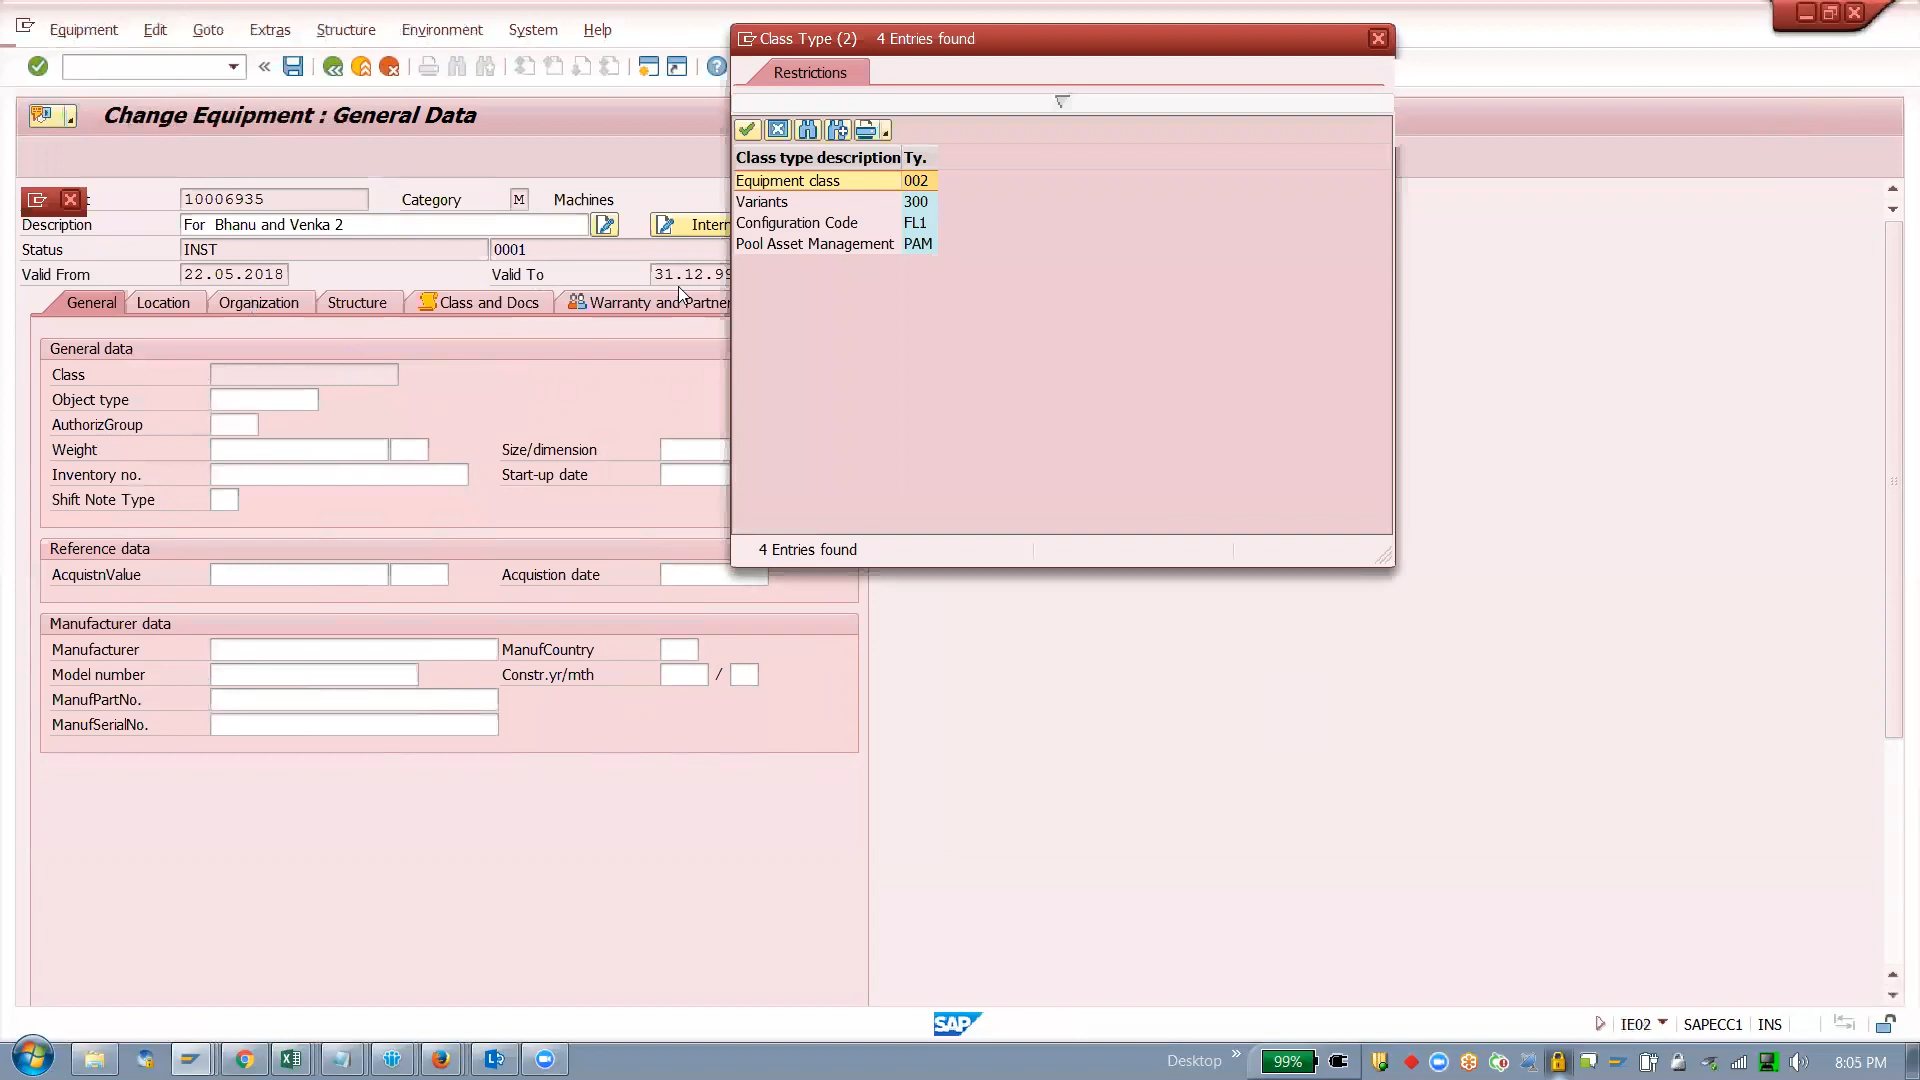 Equipment Edit Goto Extras Structure Environment System Help
Change Equipment : General Data
10006935 Category M Machines
Description For Bhanu and Venka 2 Intern
Status INST 0001
Valid From 22.05.2018 Valid To 31.12.99
General Location Organization Structure Class and Docs Warranty and Partner
General data
Class
Object type
AuthorizGroup
Weight Size/dimension
Inventory no. Start-up date
Shift Note Type
Reference data
AcquistnValue Acquistion date
Manufacturer data
Manufacturer ManufCountry
Model number Constr.yr/mth /
ManufPartNo.
ManufSerialNo.
Class Type (2) 4 Entries found
Restrictions
Class type description Ty.
Equipment class 002
Variants 300
Configuration Code FL1
Pool Asset Management PAM
4 Entries found
SAP
IE02 SAPECC1 INS
Desktop » 99% 8:05 PM